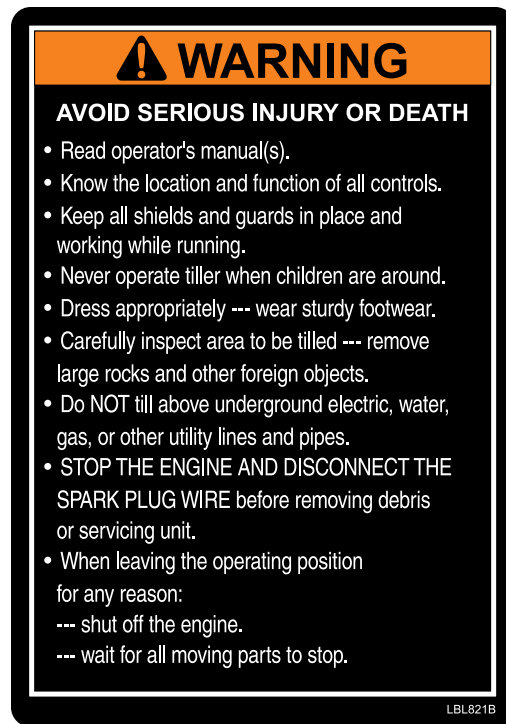 WARNING
AVOID SERIOUS INJURY OR DEATH
• Read operator's manual(s).
• Know the location and function of all controls.
• Keep all shields and guards in place and
working while running.
• Never operate tiller when children are around.
• Dress appropriately --- wear sturdy footwear.
• Carefully inspect area to be tilled --- remove
large rocks and other foreign objects.
• Do NOT till above underground electric, water,
gas, or other utility lines and pipes.
• STOP THE ENGINE AND DISCONNECT THE
SPARK PLUG WIRE before removing debris
or servicing unit.
• When leaving the operating position
for any reason:
--- shut off the engine.
--- wait for all moving parts to stop.
LBL821B